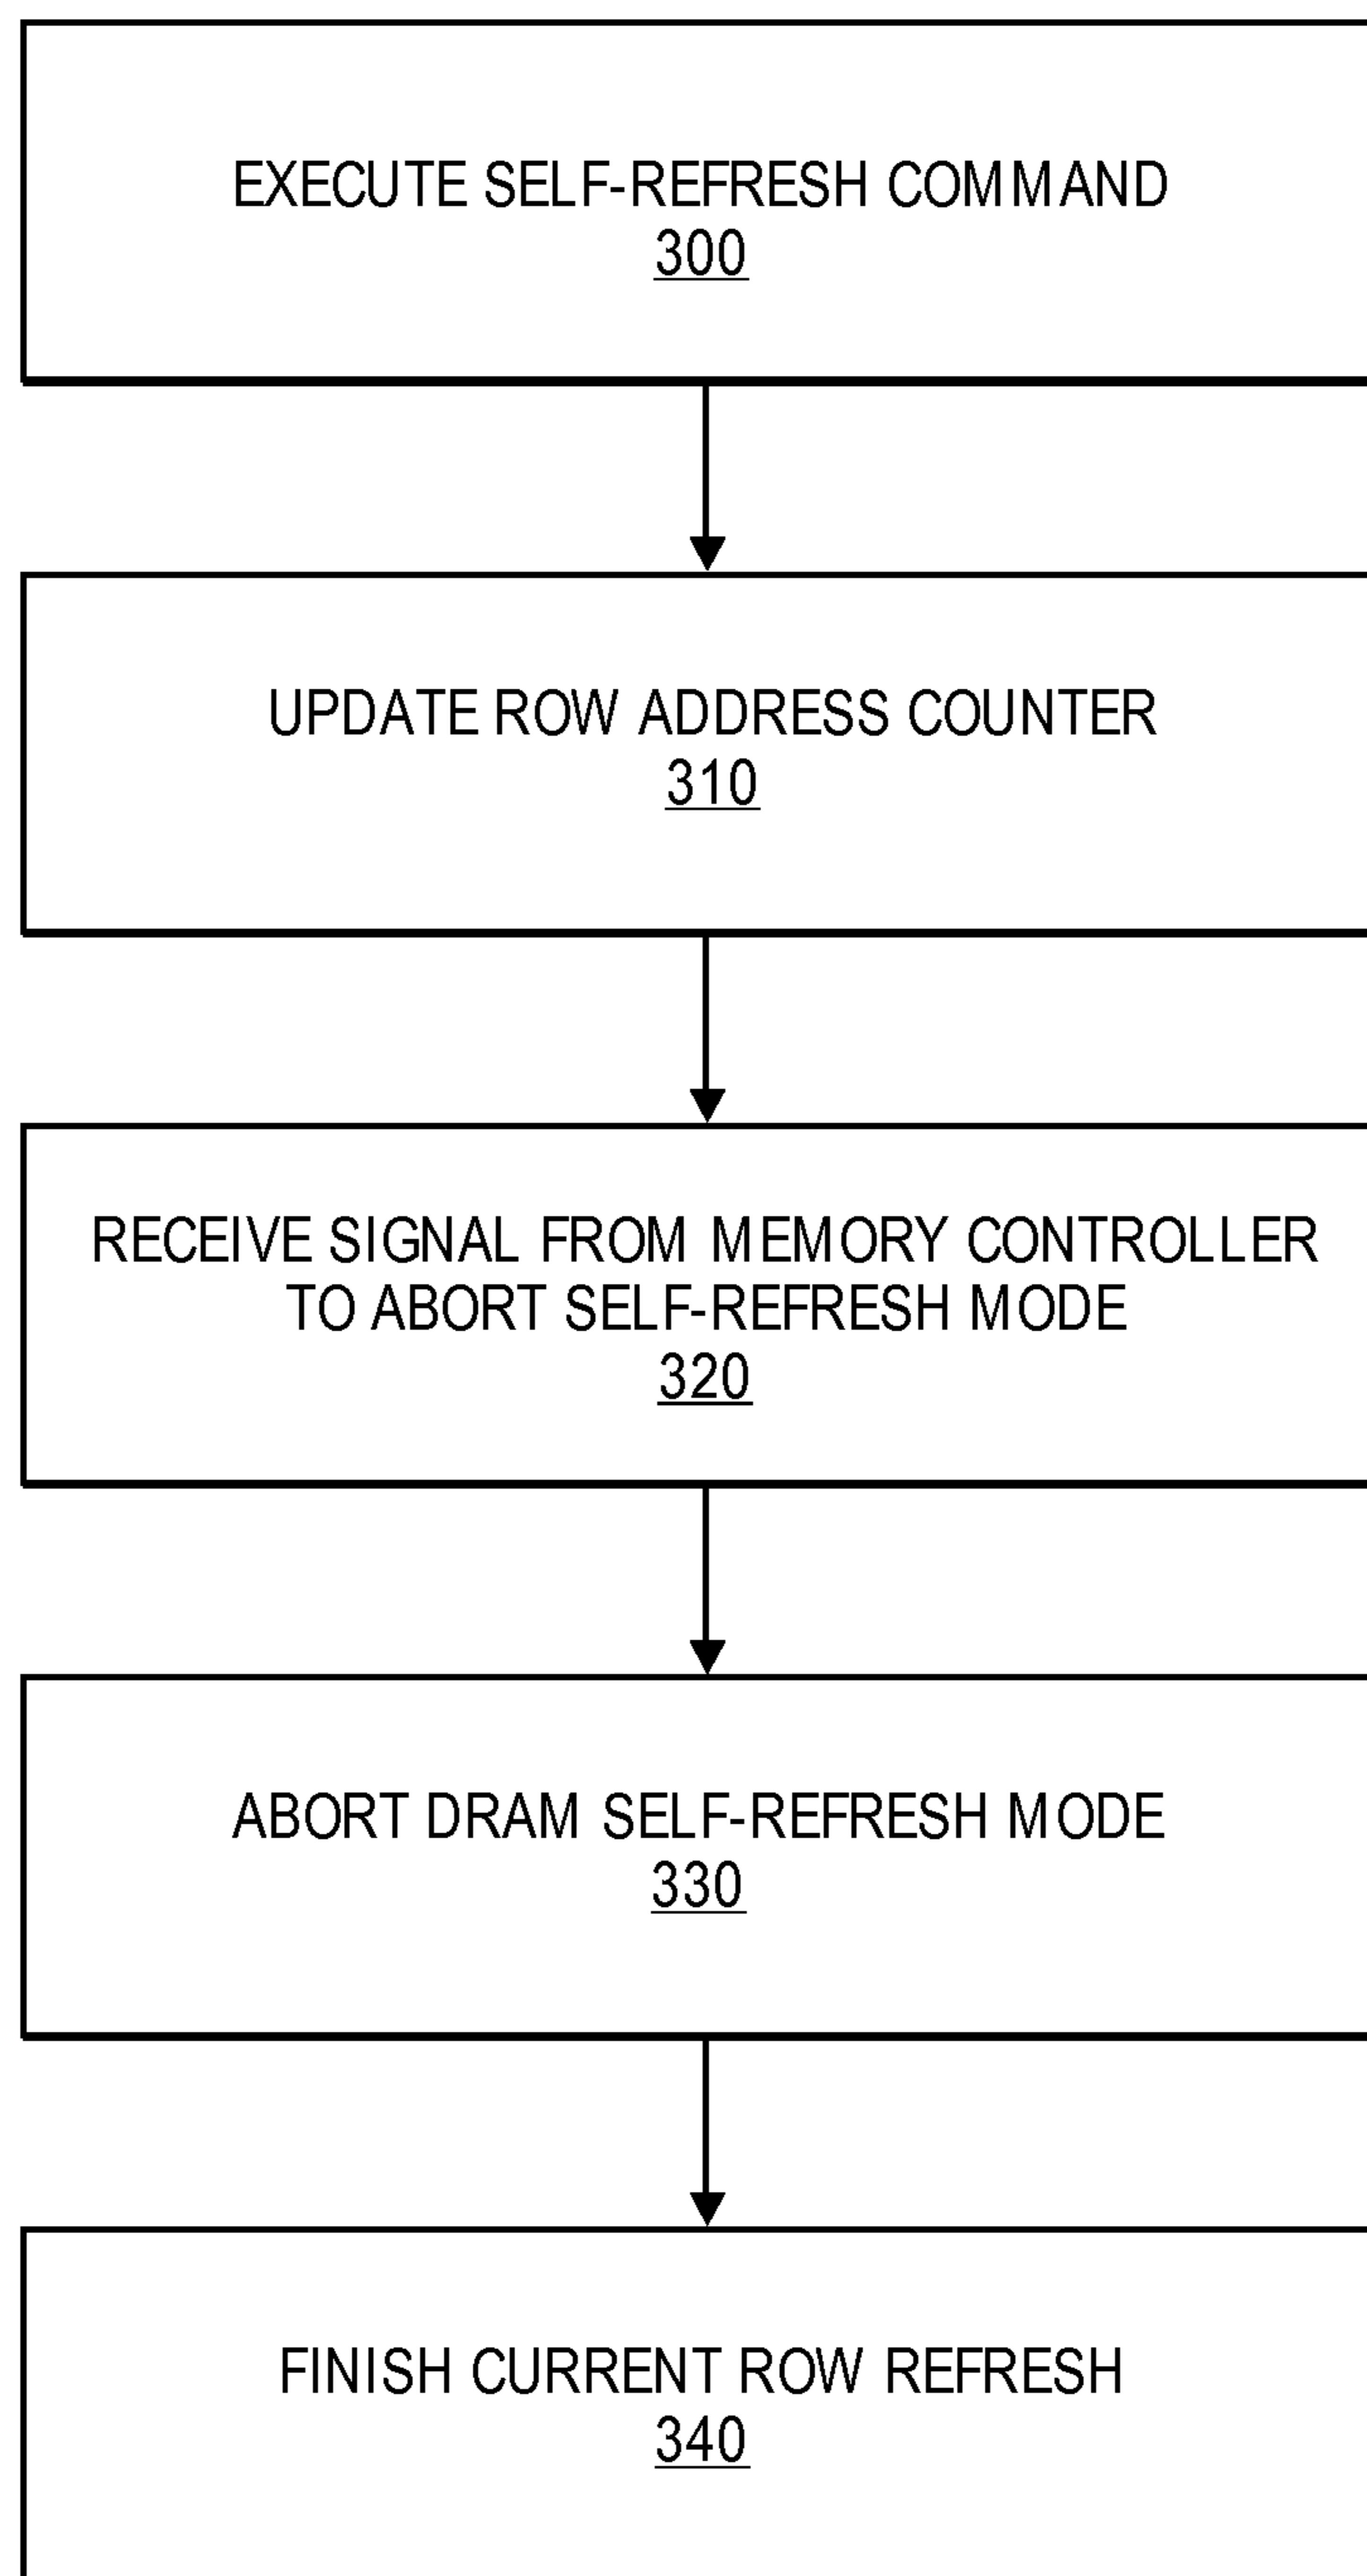 EXECUTE SELF-REFRESH COMMAND
300
UPDATE ROW ADDRESS COUNTER
310
RECEIVE SIGNAL FROM MEMORY CONTROLLER
TO ABORT SELF-REFRESH MODE
320
ABORT DRAM SELF-REFRESH MODE
330
FINISH CURRENT ROW REFRESH
340